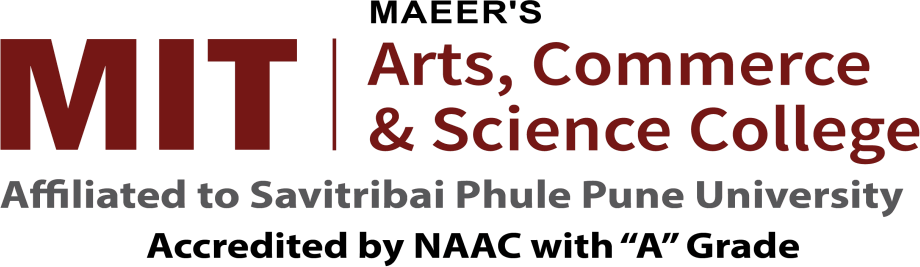 MAEER'S
MIT
Arts, Commerce
& Science College
Affiliated to Savitribai Phule Pune University
Accredited by NAAC with “A” Grade